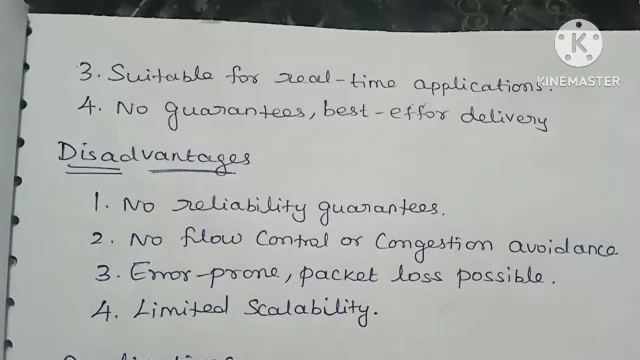 KINEMASTER
3. Suitable for real-time applications.
4. No guarantees, best-effor delivery
Disadvantages
1. No reliability guarantees.
2. No flow control or congestion avoidance
3. Error-prone, packet loss possible.
4. Limited Scalability.